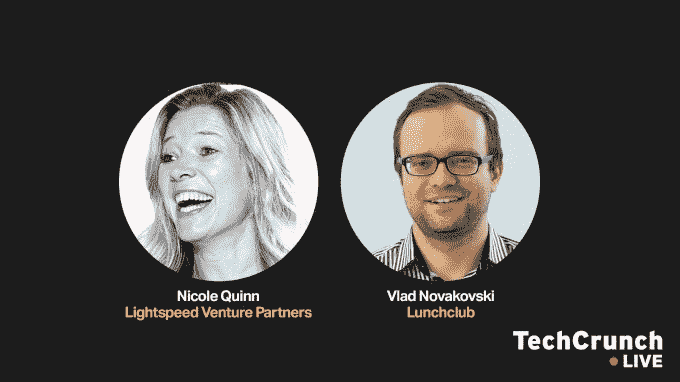 Nicole Quinn
Lightspeed Venture Partners
Vlad Novakovski
Lunchclub
TechCrunch
LIVE